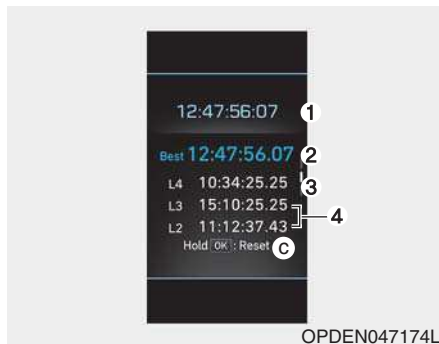 12:47:56:07 1
Best 12:47:56.07 2
L4 10:34:25.25 3
L3 15:10:25.25
4
L2 11:12:37.43
Hold OK : Reset C
OPDEN047174L